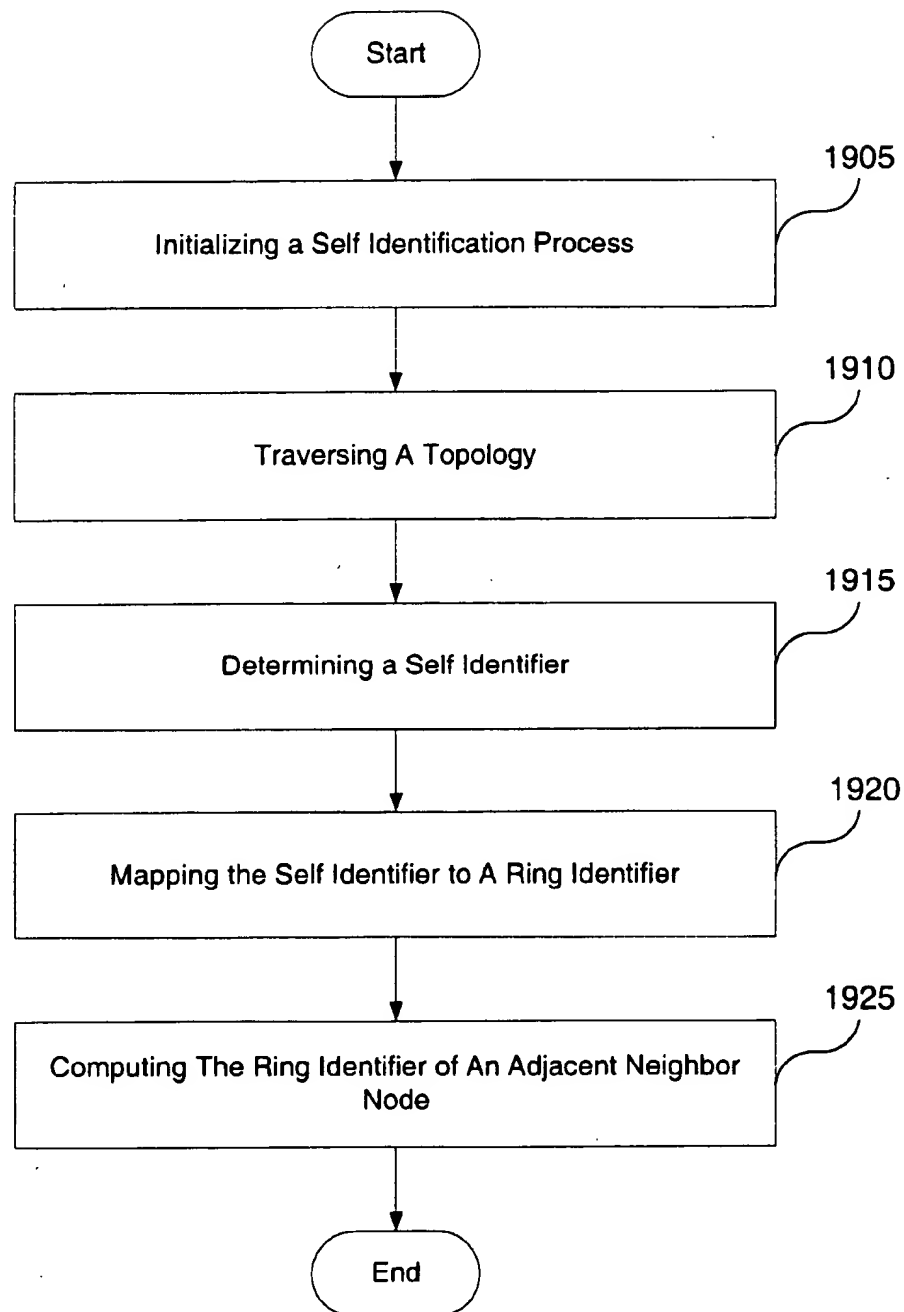 Start
1905
Initializing a Self Identification Process
1910
Traversing A Topology
1915
Determining a Self Identifier
1920
Mapping the Self Identifier to A Ring Identifier
1925
Computing The Ring Identifier of An Adjacent Neighbor
Node
End